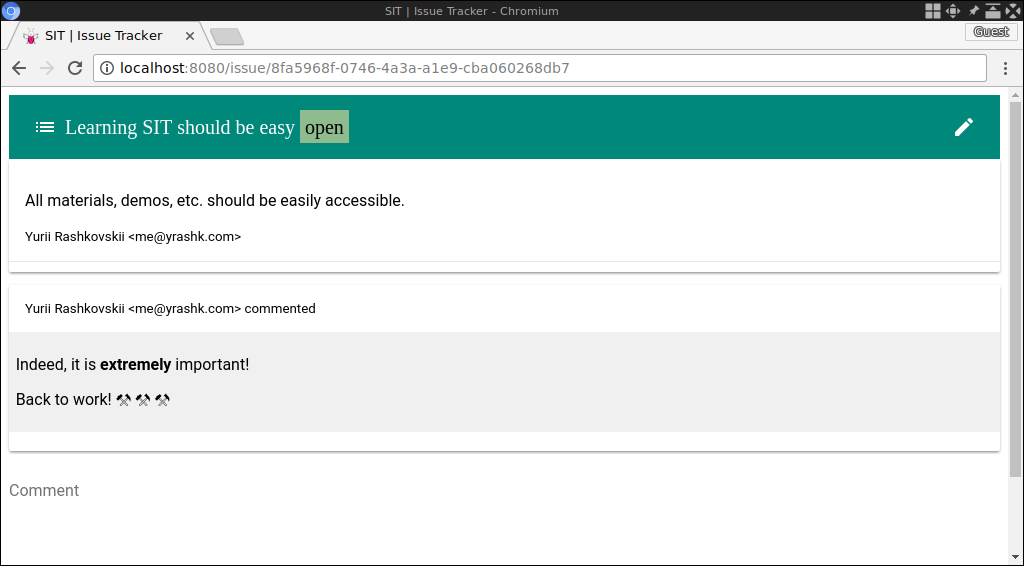 SIT | Issue Tracker - Chromium
SIT | Issue Tracker
Guest
localhost:8080/issue/8fa5968f-0746-4a3a-a1e9-cba060268db7
Learning SIT should be easy open
All materials, demos, etc. should be easily accessible.
Yurii Rashkovskii <me@yrashk.com>
Yurii Rashkovskii <me@yrashk.com> commented
Indeed, it is extremely important!
Back to work! ⚒ ⚒ ⚒
Comment